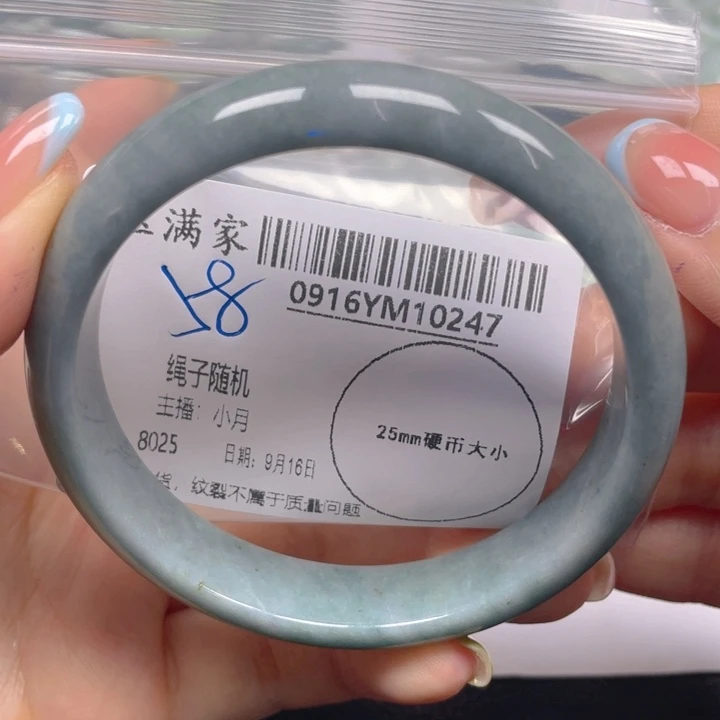 满家
58
0916YM10247
绳子随机
主播：小月
25mm硬币大小
8025
日期：9月16日
货，纹裂不属于质量问题